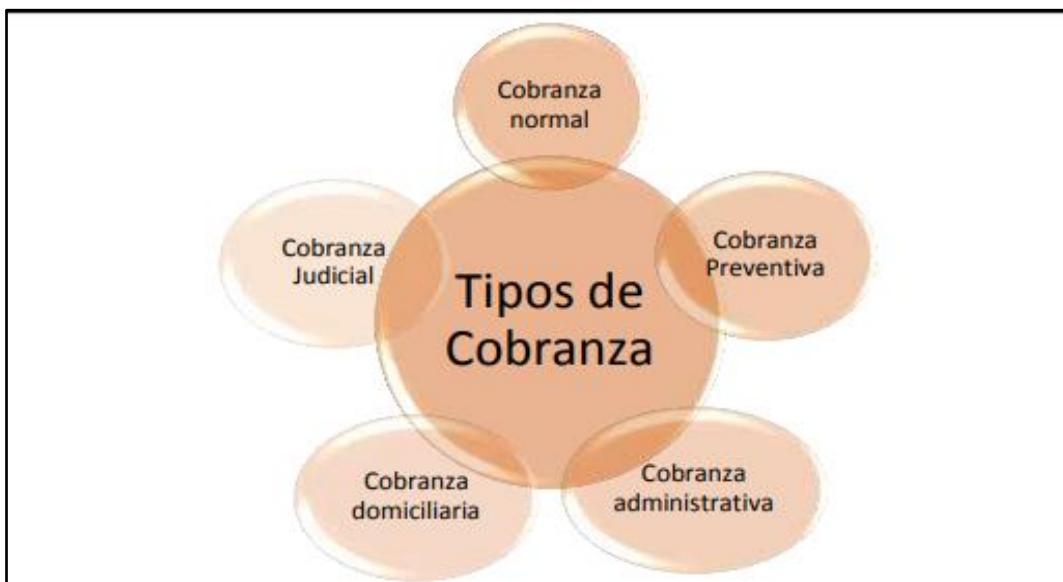 Cobranza
normal
Cobranza
Preventiva
Cobranza
administrativa
Cobranza
domiciliaria
Cobranza
Judicial
Tipos de
Cobranza